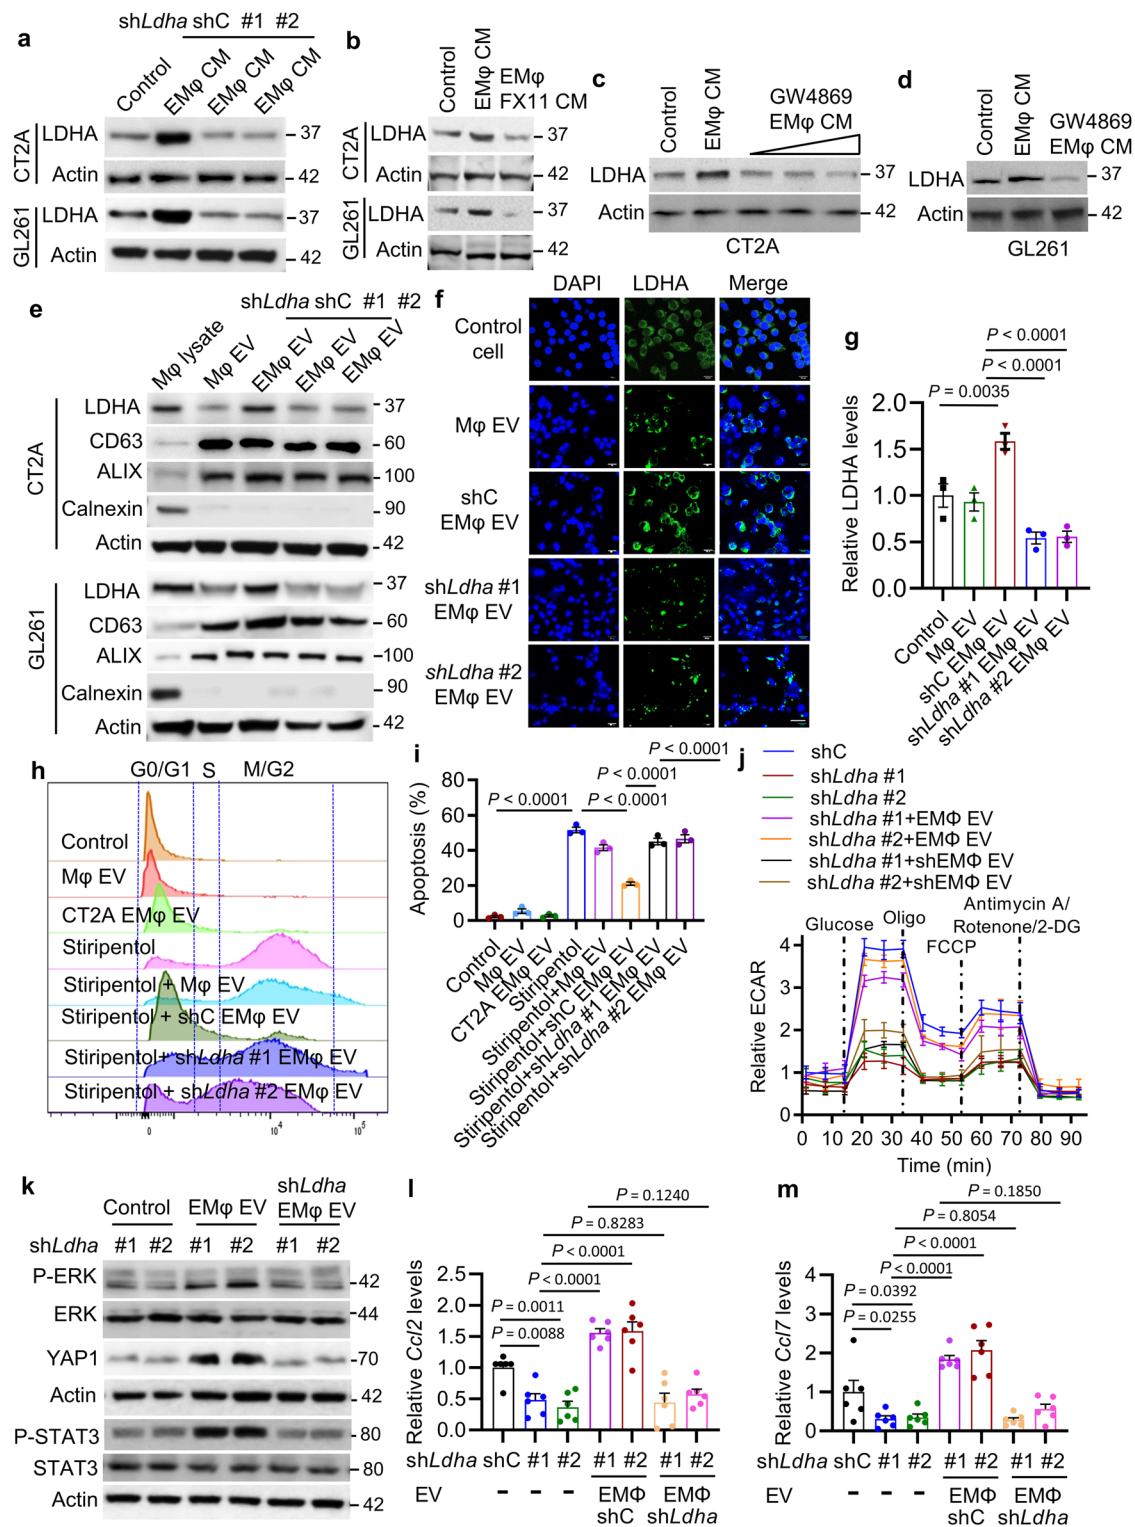 a
shLdha shC #1 #2
Control
EMφ CM
EMφ CM
EMφ CM
CT2A
LDHA
37
Actin
42
GL261
LDHA
37
Actin
42
b
Control
EMφ CM
EMφ
FX11 CM
CT2A
LDHA
37
Actin
42
GL261
LDHA
37
Actin
42
c
Control
EMφ CM
GW4869
EMφ CM
LDHA
37
Actin
42
CT2A
d
Control
EMφ CM
GW4869
EMφ CM
LDHA
37
Actin
42
GL261
e
shLdha shC #1 #2
Mφ lysate
Mφ EV
EMφ EV
EMφ EV
EMφ EV
CT2A
LDHA
37
CD63
60
ALIX
100
Calnexin
90
Actin
42
GL261
LDHA
37
CD63
60
ALIX
100
Calnexin
90
Actin
42
f
DAPI LDHA Merge
Control
cell
Mφ EV
shC
EMφ EV
shLdha #1
EMφ EV
shLdha #2
EMφ EV
g
P < 0.0001
P < 0.0001
P = 0.0035
Relative LDHA levels
2.0
1.5
1.0
0.5
0.0
Control
Mφ EV
shC EMφ EV
shLdha #1 EMφ EV
shLdha #2 EMφ EV
h
G0/G1 S M/G2
Control
Mφ EV
CT2A EMφ EV
Stiripentol
Stiripentol + Mφ EV
Stiripentol + shC EMφ EV
Stiripentol+ shLdha #1 EMφ EV
Stiripentol + shLdha #2 EMφ EV
0 10⁴ 10⁵
i
P < 0.0001
P < 0.0001
P < 0.0001
P < 0.0001
Apoptosis (%)
80
60
40
20
0
Control
Mφ EV
CT2A EMφ EV
Stiripentol
Stiripentol+Mφ EV
Stiripentol+shC EMφ EV
Stiripentol+shLdha #1 EMφ EV
Stiripentol+shLdha #2 EMφ EV
j
shC
shLdha #1
shLdha #2
shLdha #1+EMΦ EV
shLdha #2+EMΦ EV
shLdha #1+shEMΦ EV
shLdha #2+shEMΦ EV
Glucose
Oligo
FCCP
Antimycin A/
Rotenone/2-DG
Relative ECAR
4
3
2
1
0
0 10 20 30 40 50 60 70 80 90
Time (min)
k
Control
EMφ EV
shLdha
EMφ EV
shLdha #1 #2 #1 #2 #1 #2
P-ERK
42
ERK
44
YAP1
70
Actin
42
P-STAT3
80
STAT3
80
Actin
42
l
P = 0.1240
P = 0.8283
P < 0.0001
P < 0.0001
P = 0.0011
P = 0.0088
Relative Ccl2 levels
2.5
2.0
1.5
1.0
0.5
0.0
shLdha shC #1 #2 #1 #2 #1 #2
EV – – – EMΦ EMΦ
shC shLdha
m
P = 0.1850
P = 0.8054
P < 0.0001
P < 0.0001
P = 0.0392
P = 0.0255
Relative Ccl7 levels
4
3
2
1
0
shLdha shC #1 #2 #1 #2 #1 #2
EV – – – EMΦ EMΦ
shC shLdha